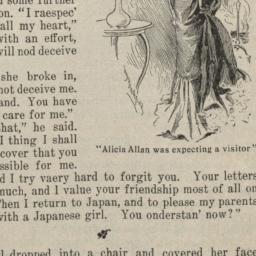 d some further
on. "I raespec'
all my heart,"
with an effort,
will nod deceive
she broke in,
not deceive me.
and. You have
care for me."
that," he said.
I thing I shall
cover that you
ssible for me.
"Alicia Allan was expecting a visitor"
d I try vaery hard to forgit you. Your letters
much, and I value your friendship most of all on
hen I return to Japan, and to please my parents
with a Japanese girl. You onderstan' now?"
dropped into a chair and covered her face